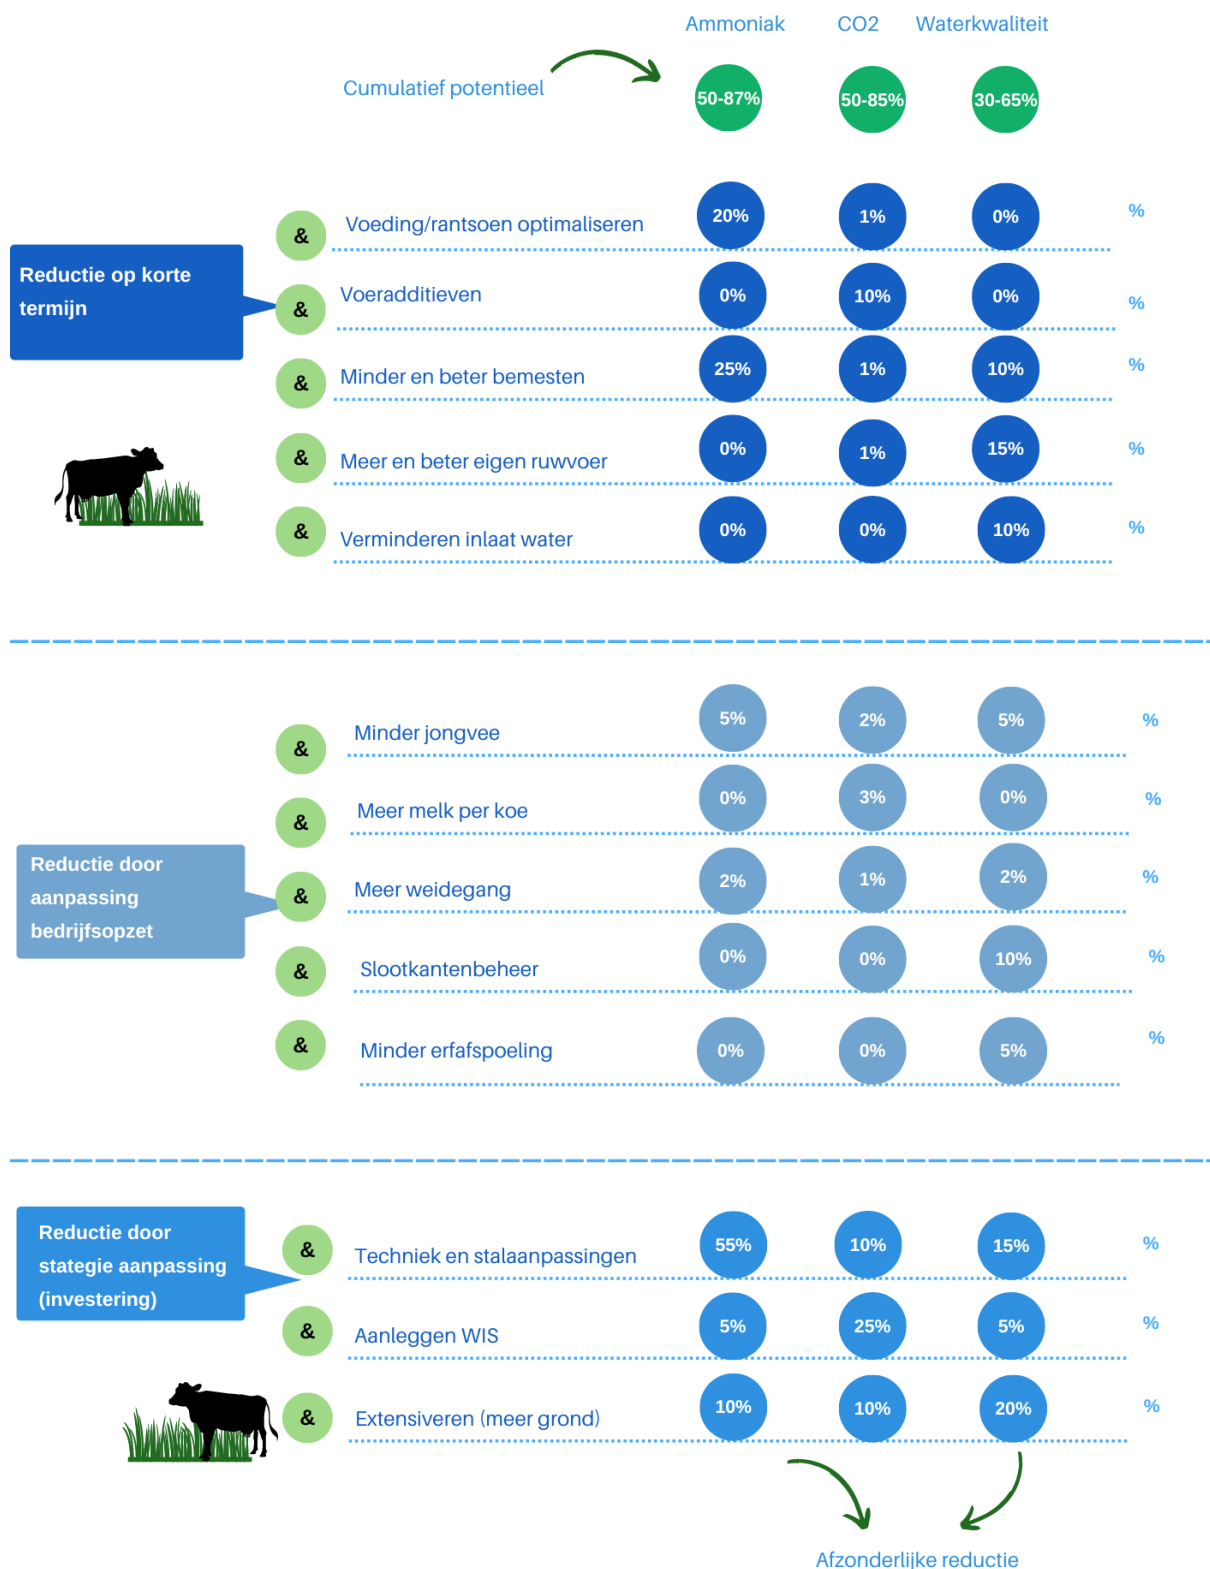 Ammoniak CO2 Waterkwaliteit
Cumulatief potentieel
50-87% 50-85% 30-65%
& Voeding/rantsoen optimaliseren 20% 1% 0% %
Reductie op korte
termijn
& Voeradditieven 0% 10% 0% %
& Minder en beter bemesten 25% 1% 10% %
& Meer en beter eigen ruwvoer 0% 1% 15% %
& Verminderen inlaat water 0% 0% 10% %
& Minder jongvee 5% 2% 5% %
& Meer melk per koe 0% 3% 0% %
Reductie door
aanpassing
bedrijfsopzet
& Meer weidegang 2% 1% 2% %
& Slootkantenbeheer 0% 0% 10% %
& Minder erfafspoeling 0% 0% 5% %
Reductie door
stategie aanpassing
(investering)
& Techniek en stalaanpassingen 55% 10% 15% %
& Aanleggen WIS 5% 25% 5% %
& Extensiveren (meer grond) 10% 10% 20% %
Afzonderlijke reductie